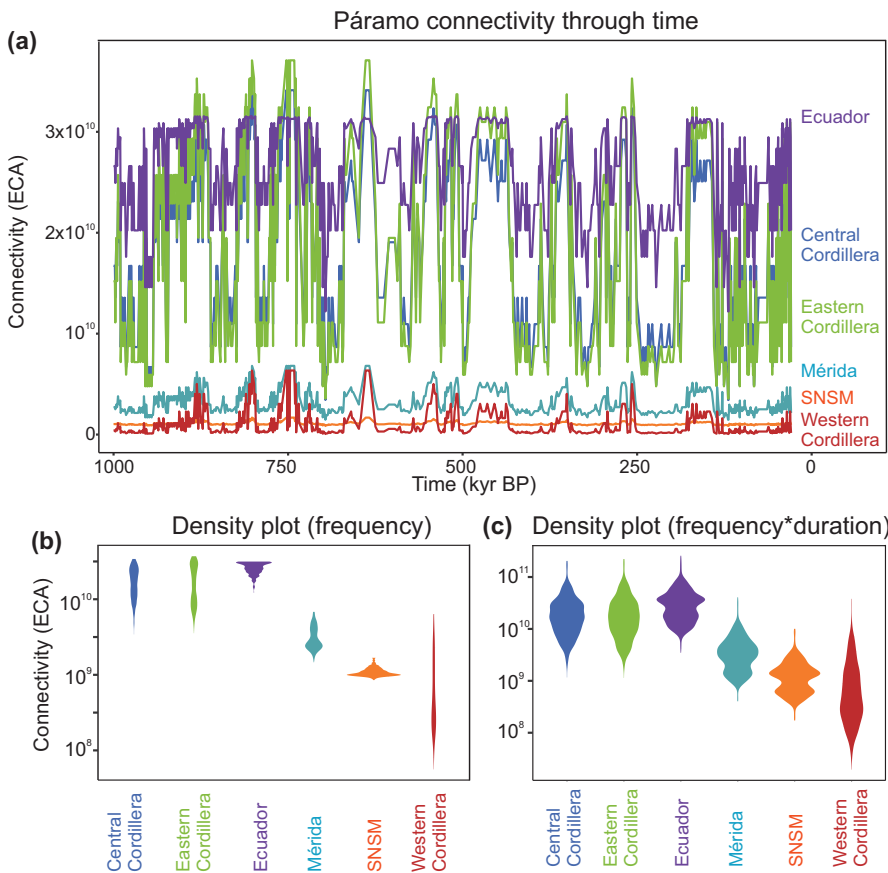 Páramo connectivity through time
(a)
Connectivity (ECA)
3x10¹⁰
2x10¹⁰
10¹⁰
0
1000
750
500
250
0
Time (kyr BP)
Ecuador
Central
Cordillera
Eastern
Cordillera
Mérida
SNSM
Western
Cordillera
(b)
Density plot (frequency)
Connectivity (ECA)
10¹⁰
10⁹
10⁸
Central
Cordillera
Eastern
Cordillera
Ecuador
Mérida
SNSM
Western
Cordillera
(c)
Density plot (frequency*duration)
10¹¹
10¹⁰
10⁹
10⁸
Central
Cordillera
Eastern
Cordillera
Ecuador
Mérida
SNSM
Western
Cordillera